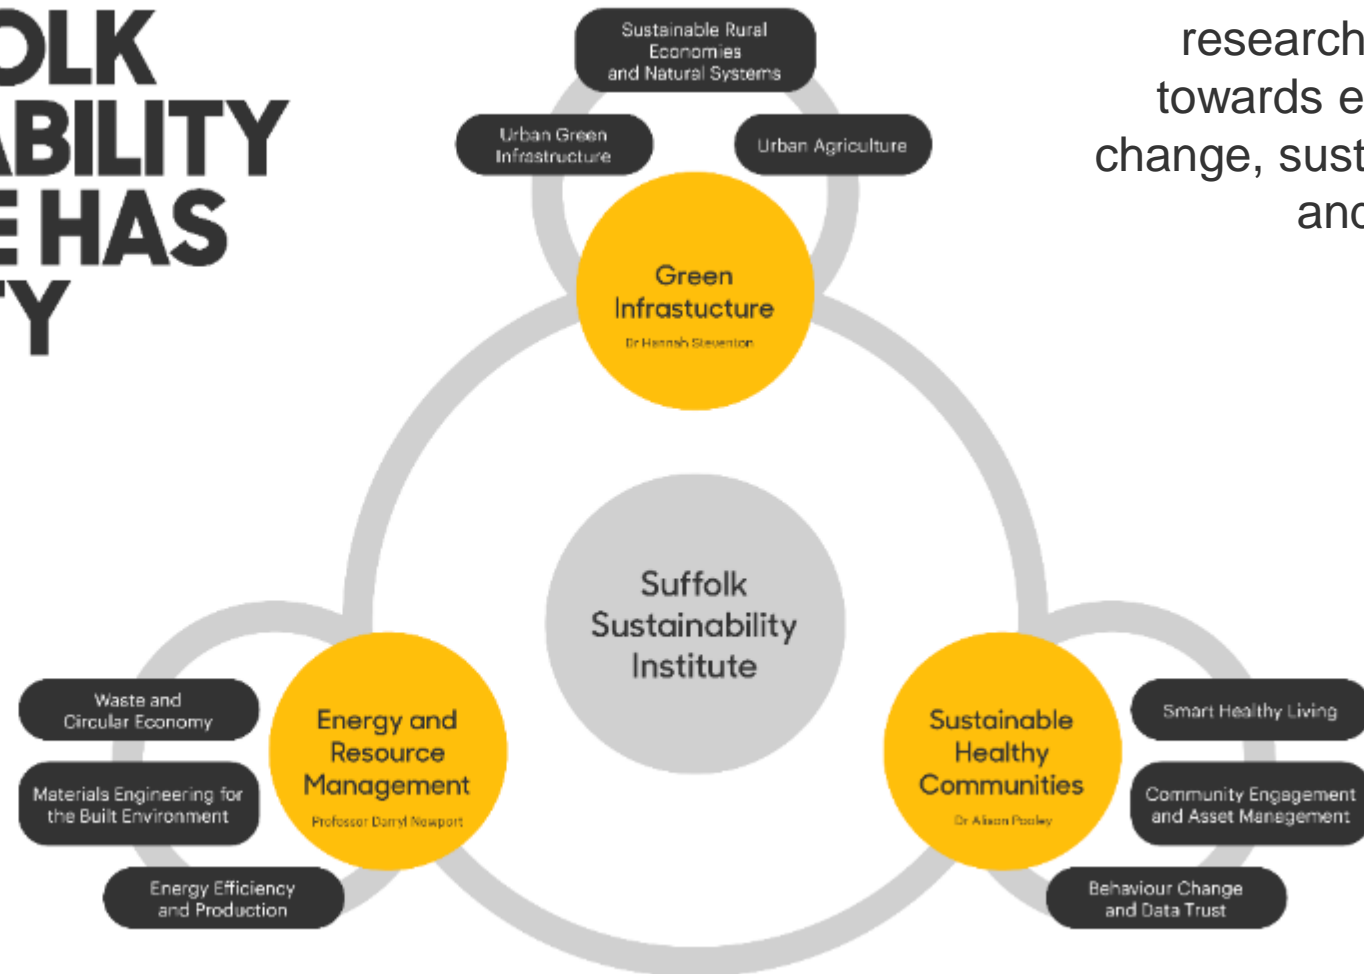 OLK
ABILITY
E HAS
TY
research
towards e
change, sust
and
Sustainable Rural
Economies
and Natural Systems
Urban Green
Infrastructure
Urban Agriculture
Green
Infrastucture
Dr Hannah Steventon
Suffolk
Sustainability
Institute
Waste and
Circular Economy
Materials Engineering for
the Built Environment
Energy Efficiency
and Production
Energy and
Resource
Management
Professor Darryl Newport
Sustainable
Healthy
Communities
Dr Alison Pooley
Smart Healthy Living
Community Engagement
and Asset Management
Behaviour Change
and Data Trust